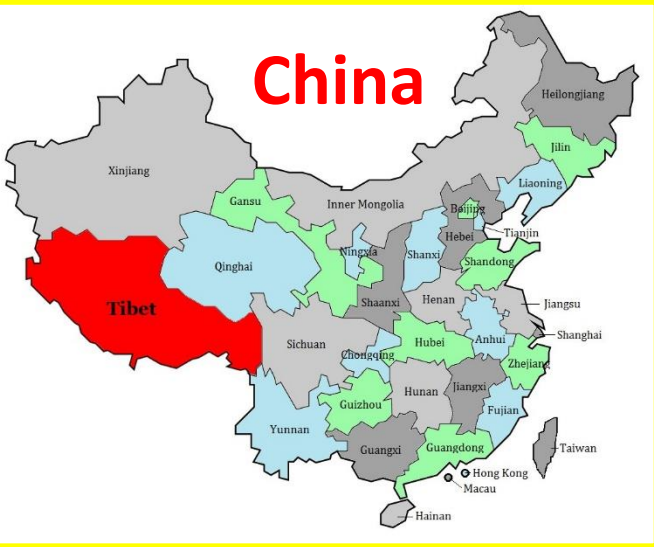 China
Heilongjiang
Jilin
Xinjiang
Liaoning
Gansu
Inner Mongolia
Beijing
Tianjin
Hebei
Ningxia
Shanxi
Qinghai
Shandong
Shaanxi
Henan
Jiangsu
Tibet
Shanghai
Sichuan
Hubei
Anhui
Chongqing
Zhejiang
Hunan
Jiangxi
Guizhou
Fujian
Yunnan
Guangxi
Guangdong
Taiwan
Hong Kong
Macau
Hainan